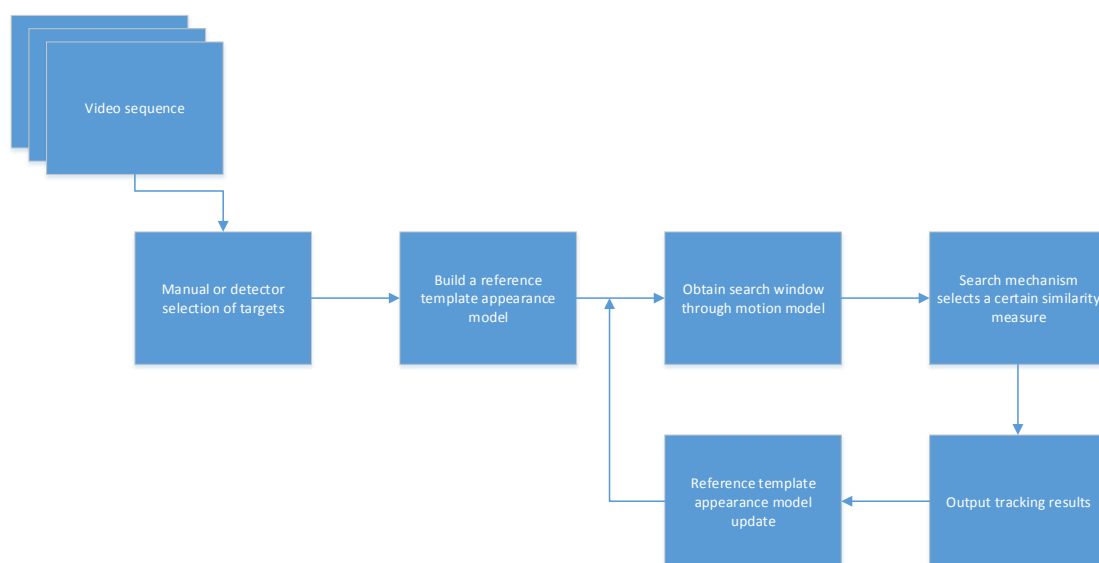 Video sequence
Manual or detector
selection of targets
Build a reference
template appearance
model
Obtain search window
through motion model
Search mechanism
selects a certain similarity
measure
Reference template
appearance model
update
Output tracking results